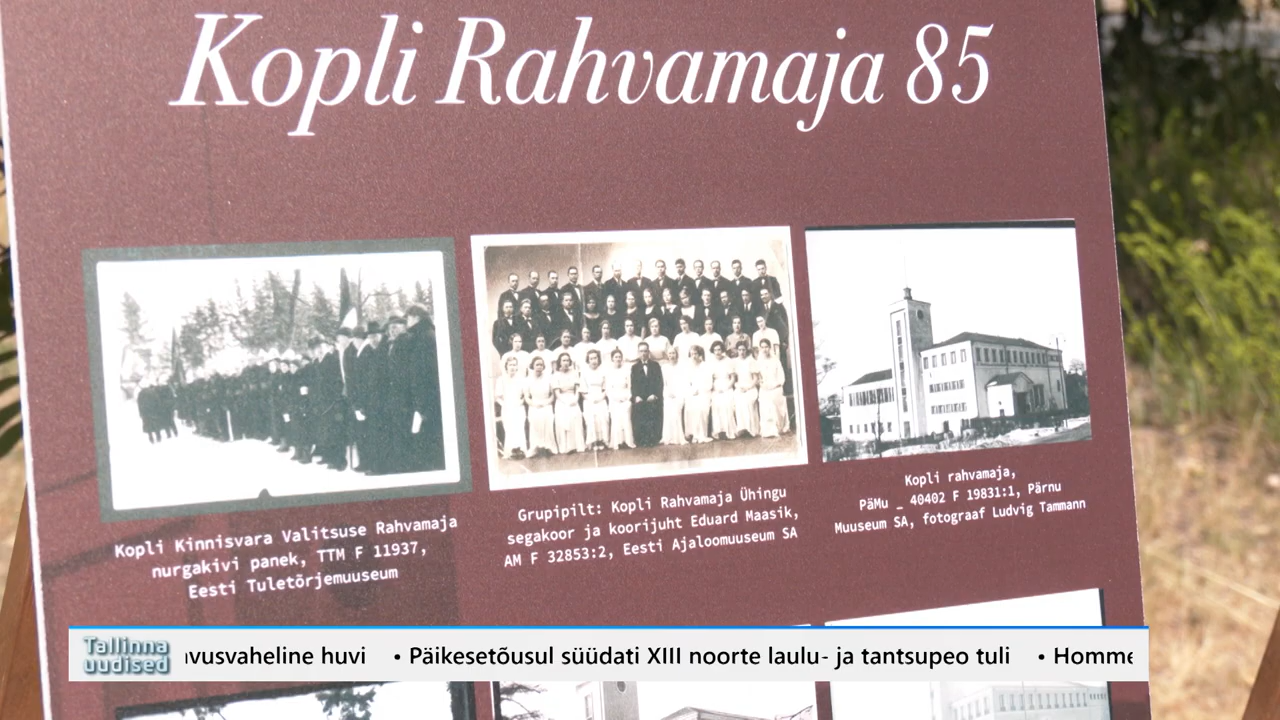 Kopli Rahvamaja 85
Kopli Kinnisvara Valitsuse Rahvamaja
nurgakivi panek, TTM F 11937,
Eesti Tuletõrjemuuseum
Grupipilt: Kopli Rahvamaja Ühingu
segakoor ja koorijuht Eduard Maasik,
AM F 32853:2, Eesti Ajaloomuuseum SA
Kopli rahvamaja,
PäMu _ 40402 F 19831:1, Pärnu
Muuseum SA, fotograaf Ludvig Tammann
Tallinna
uudised
avusvaheline huvi • Päikesetõusul süüdati XIII noorte laulu- ja tantsupeo tuli • Homme